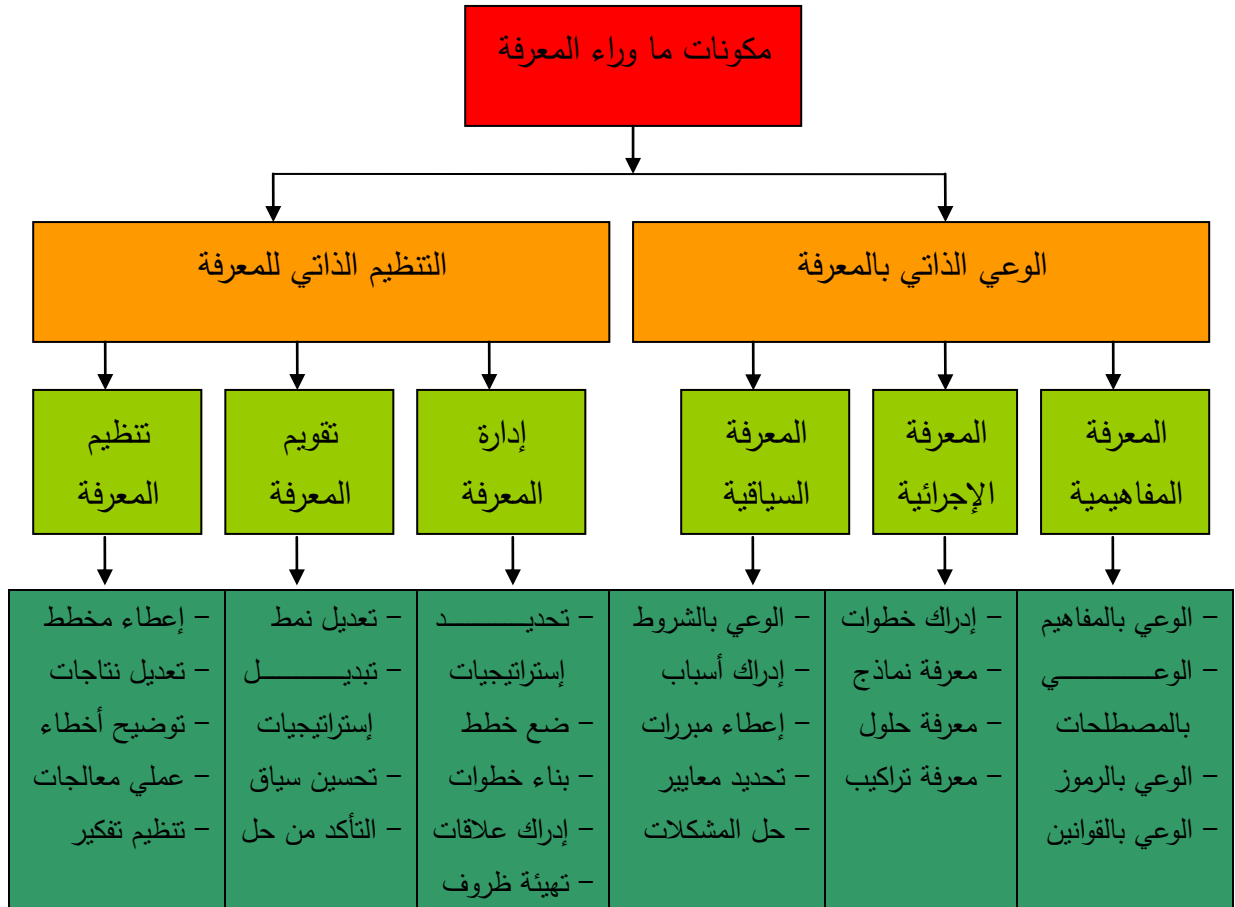 مكونات ما وراء المعرفة
الوعي الذاتي بالمعرفة
التنظيم الذاتي للمعرفة
المعرفة
المفاهيمية
المعرفة
الإجرائية
المعرفة
السياقية
إدارة
المعرفة
تقويم
المعرفة
تنظيم
المعرفة
- الوعي بالمفاهيم
- الوعـــــــــي
بالمصطلحات
- الوعي بالرموز
- الوعي بالقوانين
- إدراك خطوات
- معرفة نماذج
- معرفة حلول
- معرفة تراكيب
- الوعي بالشروط
- إدراك أسباب
- إعطاء مبررات
- تحديد معايير
- حل المشكلات
- تحديـــــــــد
إستراتيجيات
- ضع خطط
- بناء خطوات
- إدراك علاقات
- تهيئة ظروف
- تعديل نمط
- تبديـــــــــل
إستراتيجيات
- تحسين سياق
- التأكد من حل
- إعطاء مخطط
- تعديل نتاجات
- توضيح أخطاء
- عملي معالجات
- تنظيم تفكير